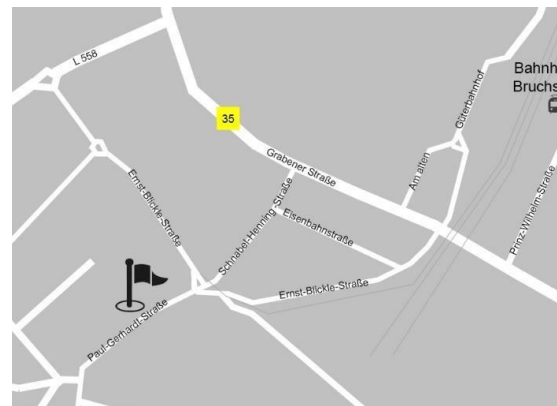 L 558
Bahnh
Bruchs
35
Güterbahnhof
Am alten
Grabener Straße
Ernst-Blickle-Straße
Schnabel-Henning-Straße
Prinz-Wilhelm-Straße
Eisenbahnstraße
Ernst-Blickle-Straße
Paul-Gerhardt-Straße